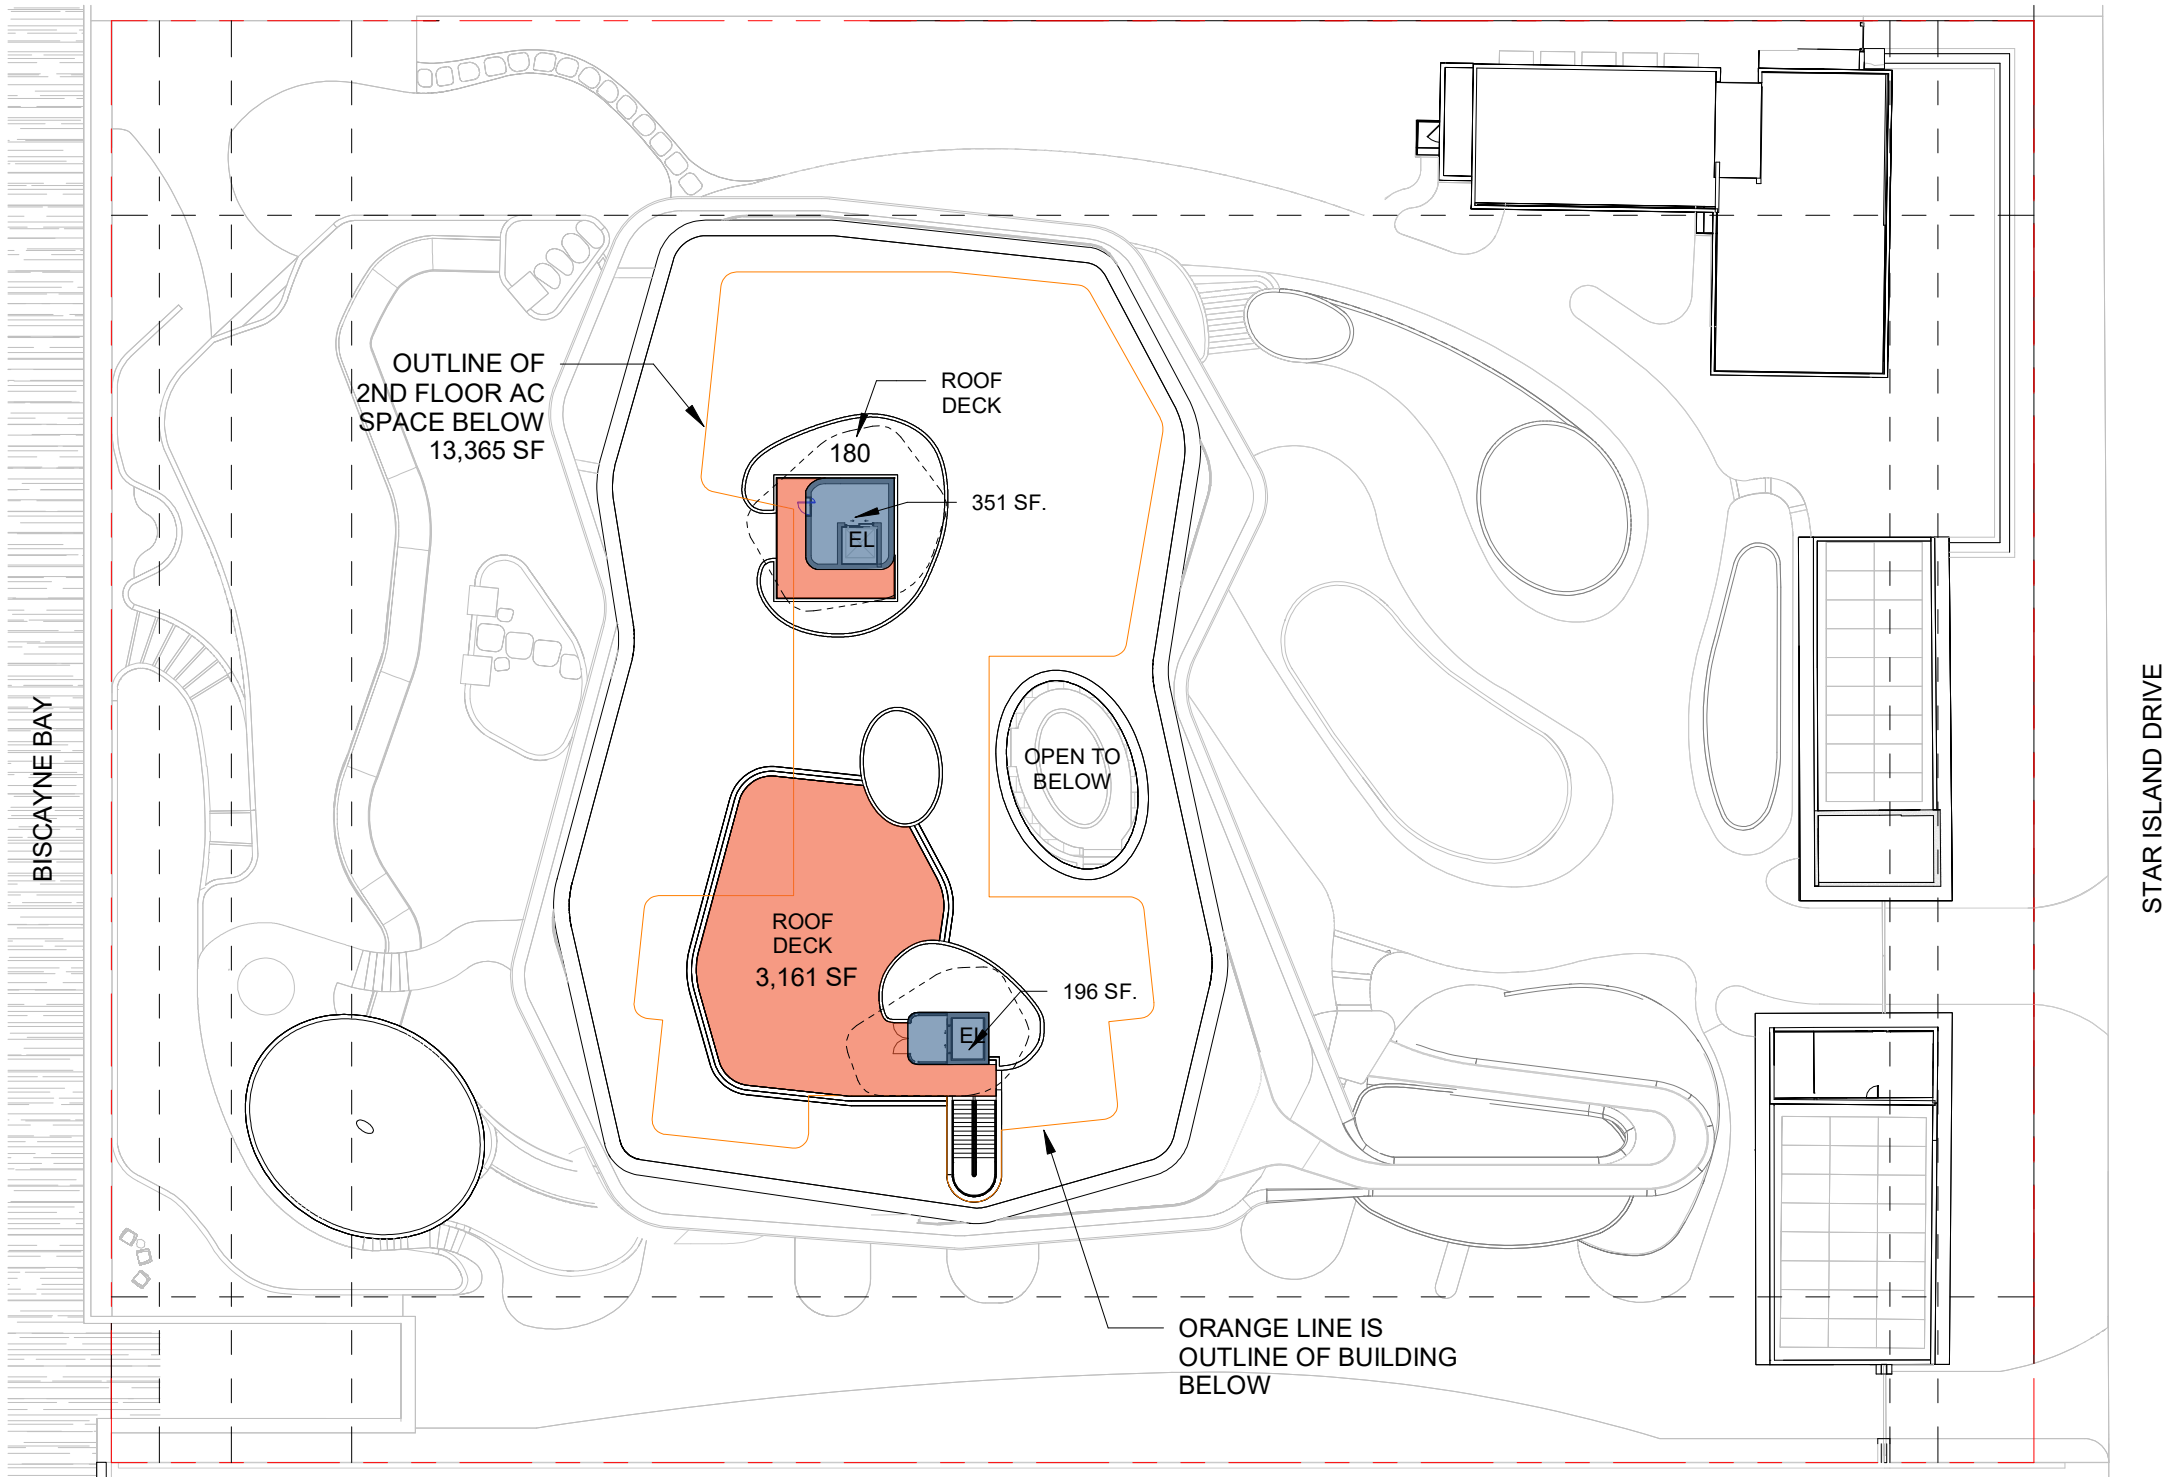 OUTLINE OF
2ND FLOOR AC
SPACE BELOW
13,365 SF
ROOF
DECK
180
351 SF.
EL
BISCAYNE BAY
OPEN TO
BELOW
STAR ISLAND DRIVE
ROOF
DECK
3,161 SF
196 SF.
EL
ORANGE LINE IS
OUTLINE OF BUILDING
BELOW